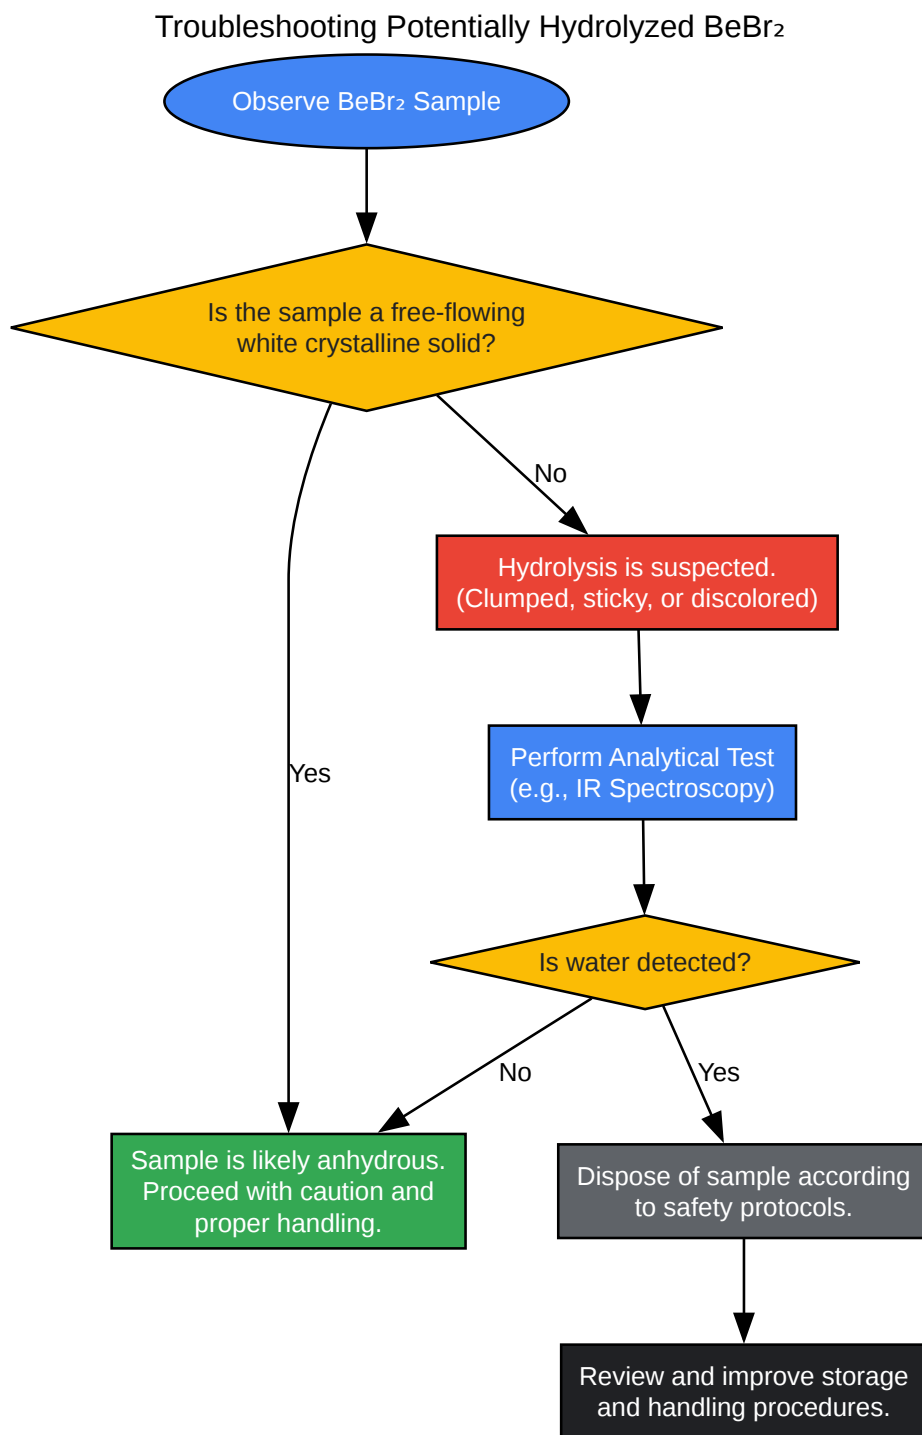 Troubleshooting Potentially Hydrolyzed BeBr₂
Observe BeBr₂ Sample
Is the sample a free-flowing
white crystalline solid?
No
Hydrolysis is suspected.
(Clumped, sticky, or discolored)
Perform Analytical Test
(e.g., IR Spectroscopy)
Yes
Is water detected?
No
Yes
Sample is likely anhydrous.
Proceed with caution and
proper handling.
Dispose of sample according
to safety protocols.
Review and improve storage
and handling procedures.